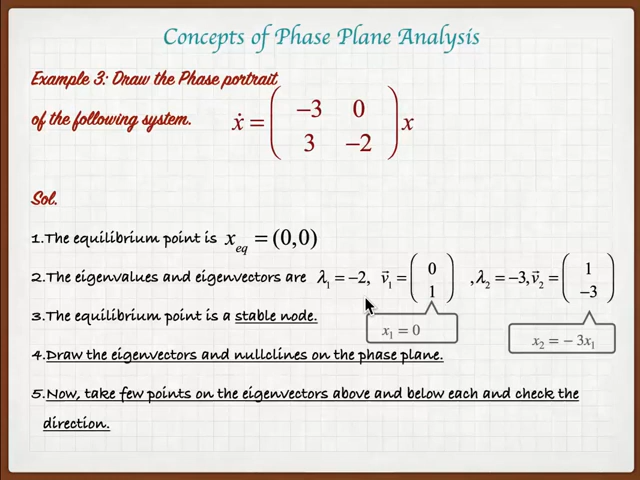 Concepts of Phase Plane Analysis
Example 3: Draw the Phase portrait
of the following system. ẋ = ( −3 0 ; 3 −2 ) x
Sol.
1.The equilibrium point is x_eq = (0,0)
2.The eigenvalues and eigenvectors are λ₁ = −2, v⃗₁ = ( 0 ; 1 ) , λ₂ = −3, v⃗₂ = ( 1 ; −3 )
3.The equilibrium point is a stable node.
x₁ = 0
x₂ = − 3x₁
4.Draw the eigenvectors and nullclines on the phase plane.
5.Now, take few points on the eigenvectors above and below each and check the
direction.